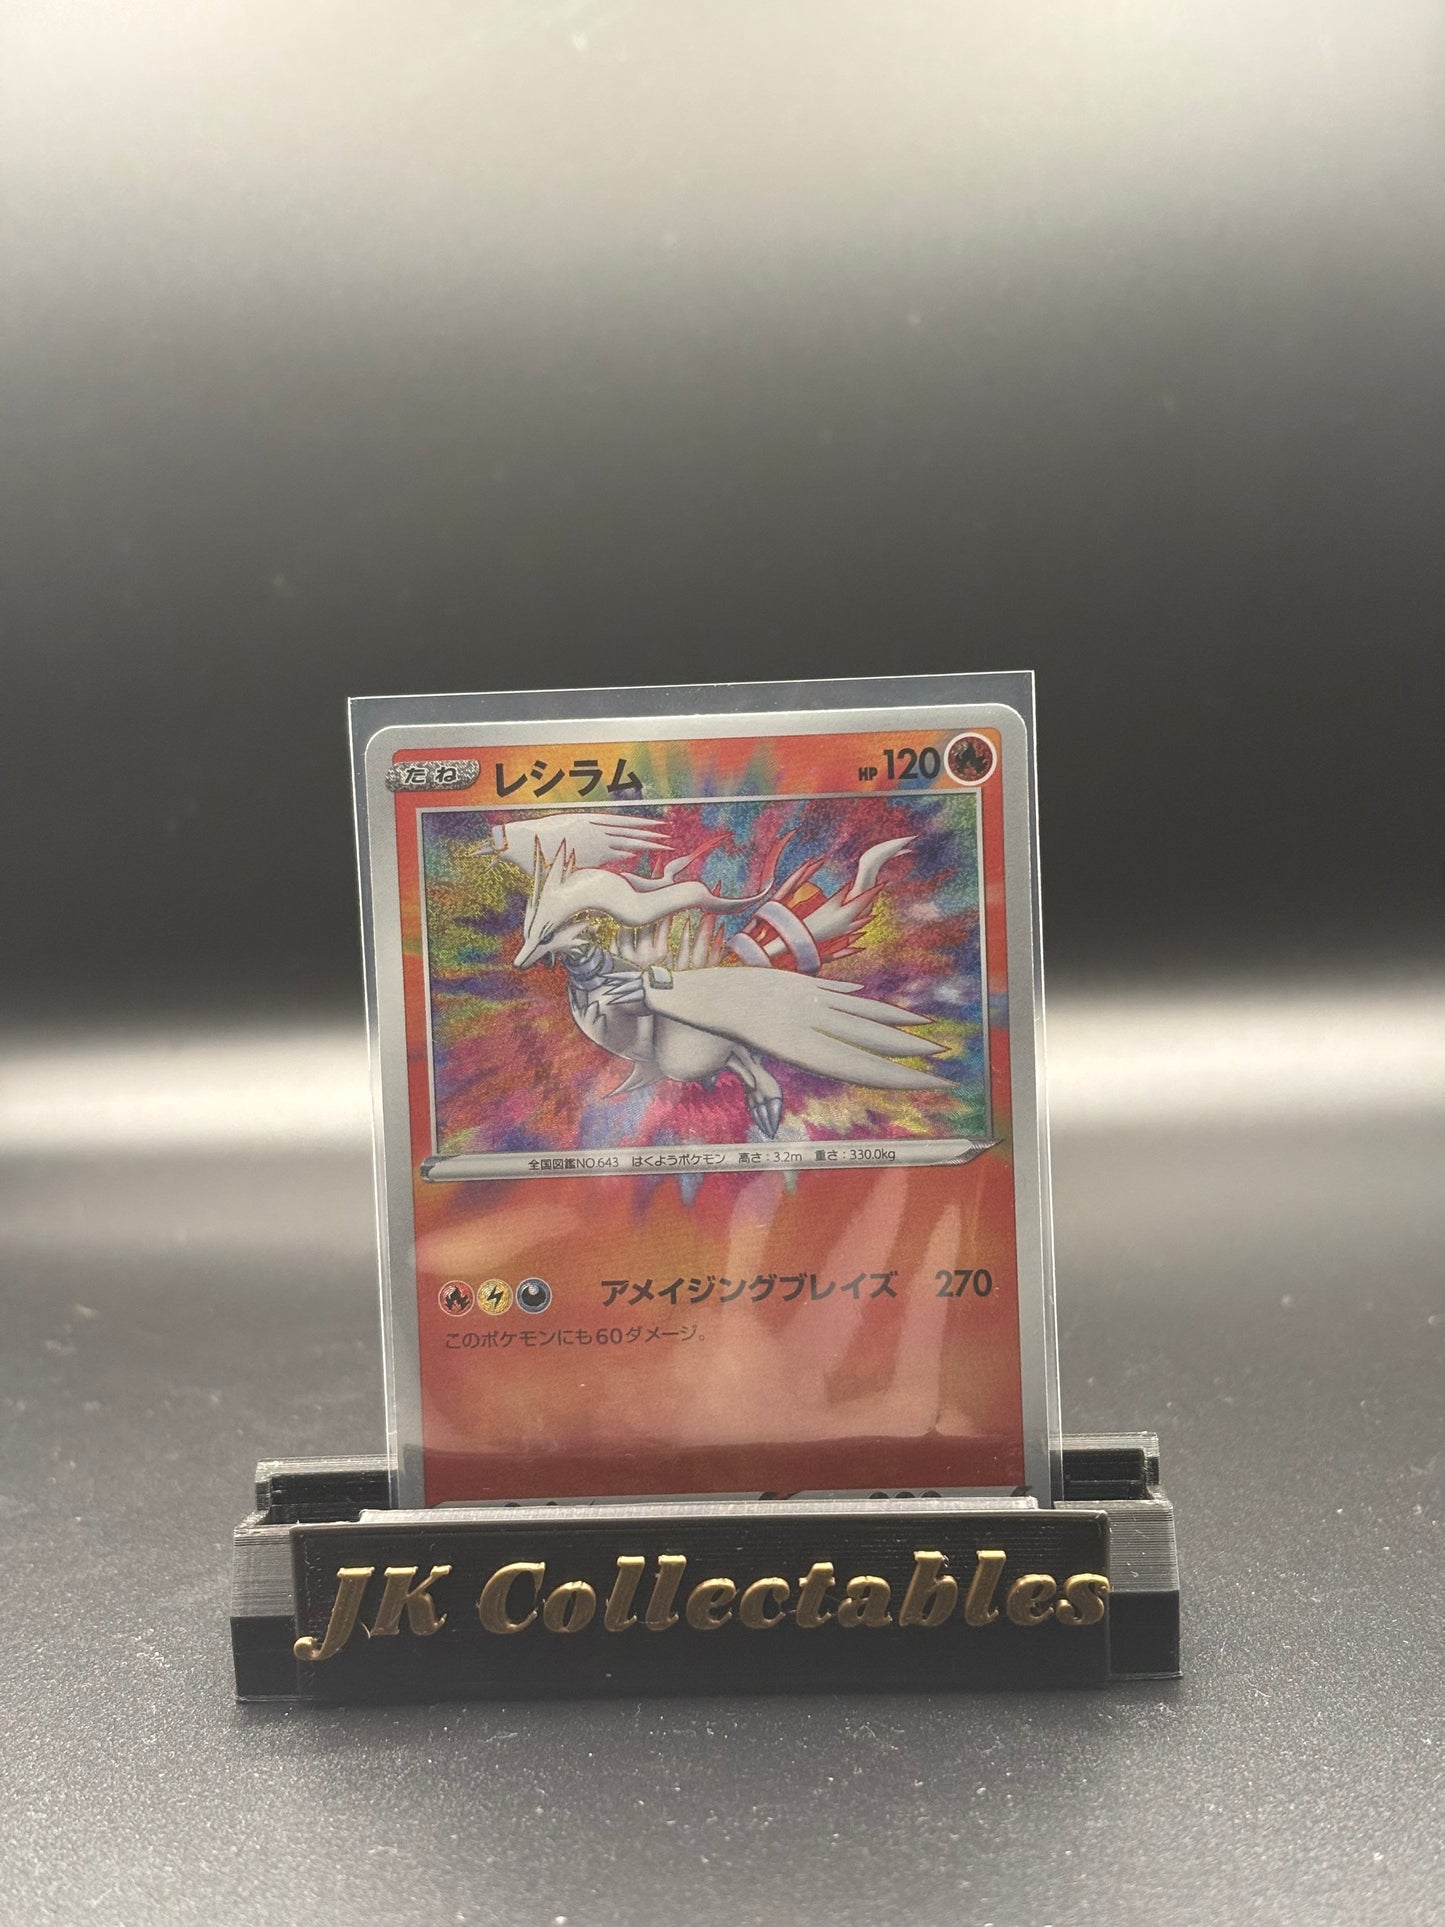 たね レシラム HP 120
全国図鑑NO.643 はくようポケモン 高さ:3.2m 重さ:330.0kg
アメイジングブレイズ 270
このポケモンにも60ダメージ。
JK Collectables